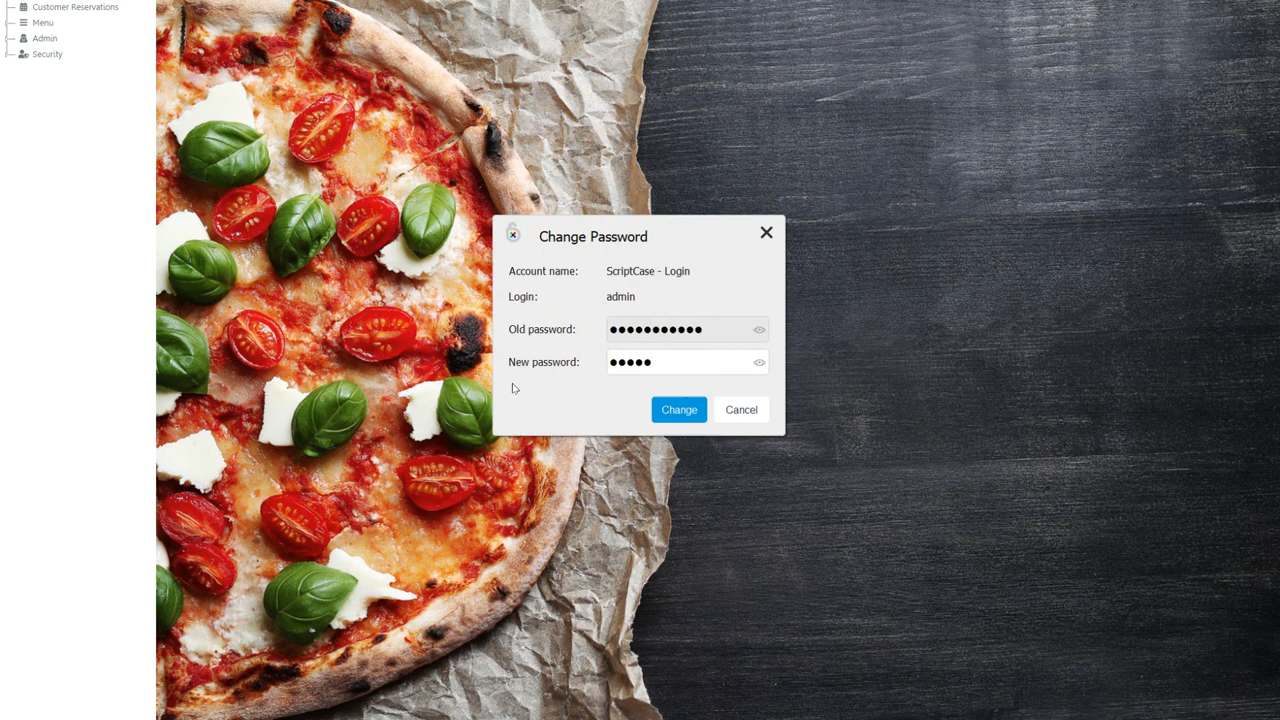 Customer Reservations
Menu
Admin
Security
Change Password
Account name: ScriptCase - Login
Login: admin
Old password: ●●●●●●●●●●●
New password: ●●●●●
Change Cancel